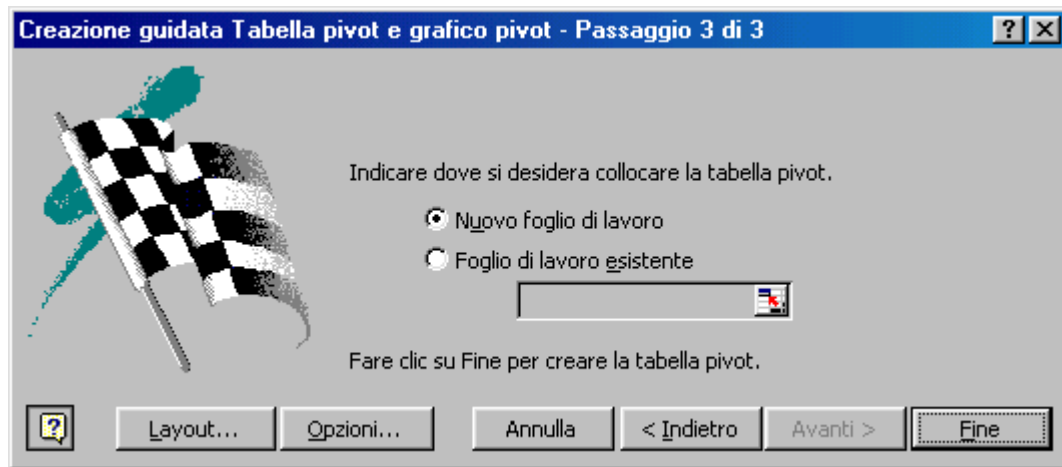 Creazione guidata Tabella pivot e grafico pivot - Passaggio 3 di 3
Indicare dove si desidera collocare la tabella pivot.
Nuovo foglio di lavoro
Foglio di lavoro esistente
Fare clic su Fine per creare la tabella pivot.
Layout... Opzioni... Annulla < Indietro Avanti > Fine